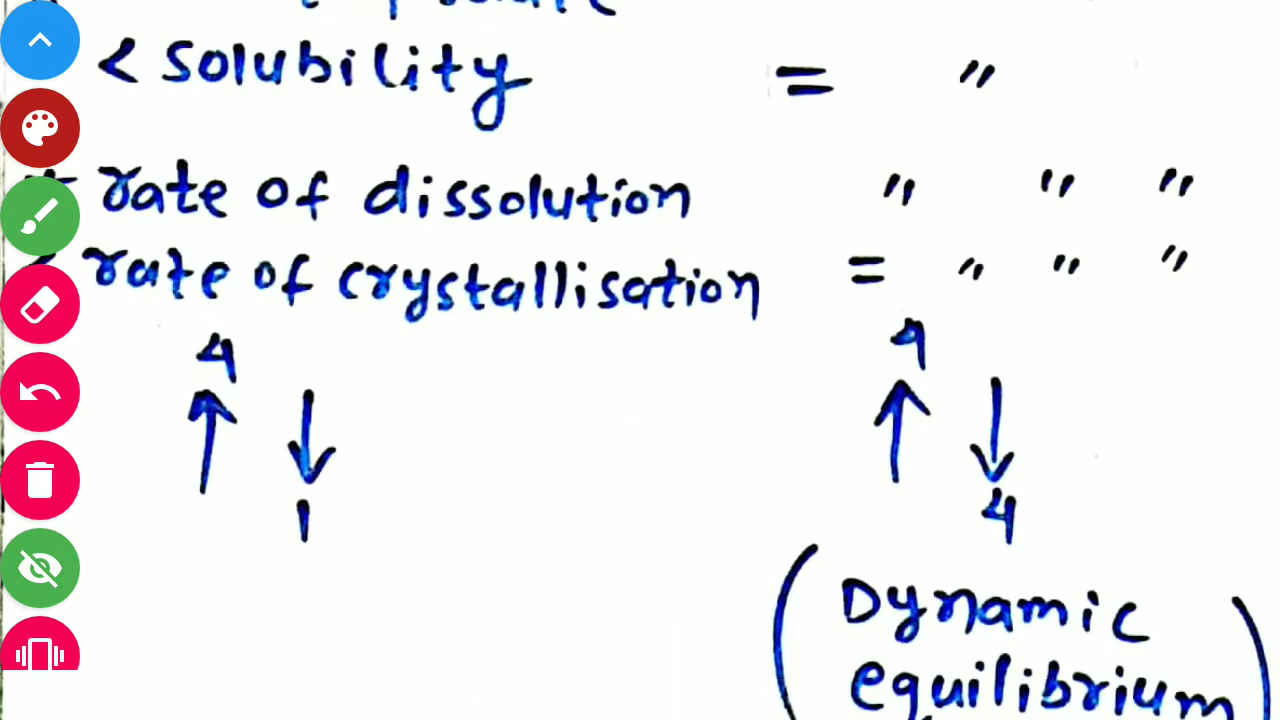 < Solubility = "
rate of dissolution " " "
rate of crystallisation = " " "
4 4
1 4
(Dynamic
equilibrium)